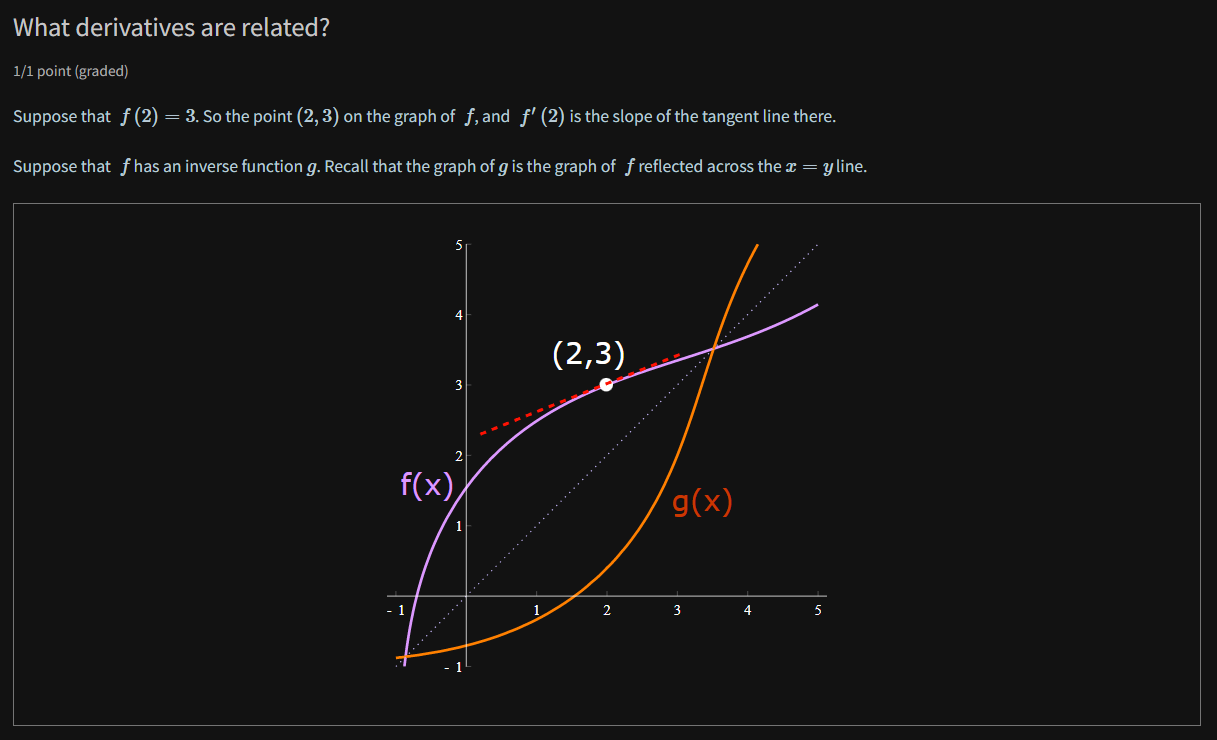 What derivatives are related?
1/1 point (graded)
Suppose that f (2) = 3. So the point (2, 3) on the graph of f, and f′ (2) is the slope of the tangent line there.
Suppose that f has an inverse function g. Recall that the graph of g is the graph of f reflected across the x = y line.
5
4
(2,3)
3
2
f(x)
g(x)
1
- 1
1
2
3
4
5
- 1